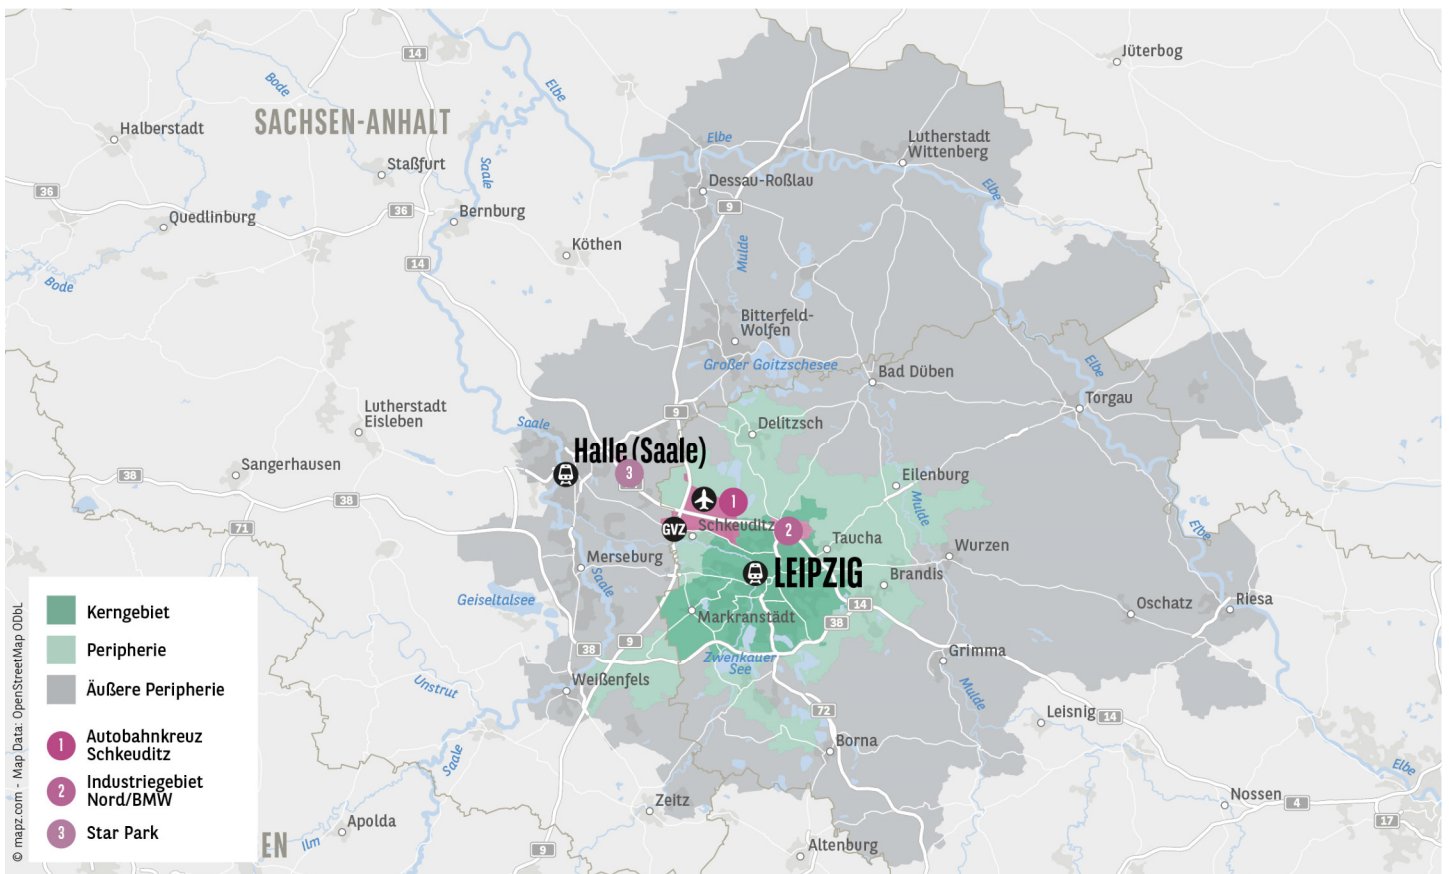 Jüterbog
14
Bode
Elbe
SACHSEN-ANHALT
Halberstadt
Elbe
Lutherstadt
Wittenberg
Staßfurt
Saale
Dessau-Roßlau
Elbe
36
36
9
Quedlinburg
Bernburg
Köthen
Mulde
14
Bode
Bitterfeld-
Wolfen
Großer Goitzschesee
Bad Düben
Elbe
Torgau
Lutherstadt
Eisleben
9
Saale
Delitzsch
Halle (Saale)
Sangerhausen
3
38
38
Eilenburg
1
Mulde
71
GVZ
Schkeuditz
2
Taucha
Elbe
Wurzen
Merseburg
LEIPZIG
Brandis
Saale
Geiseltalsee
14
Markranstädt
38
Oschatz
Riesa
9
38
Zwenkauer
See
Grimma
Weißenfels
Unstrut
Mulde
72
Leisnig
14
Borna
Saale
Elbe
Zeitz
Nossen
4
17
Apolda
Ilm
EN
9
Altenburg
Kerngebiet
Peripherie
Äußere Peripherie
1 Autobahnkreuz
Schkeuditz
2 Industriegebiet
Nord/BMW
3 Star Park
© mapz.com - Map Data: OpenStreetMap ODbL